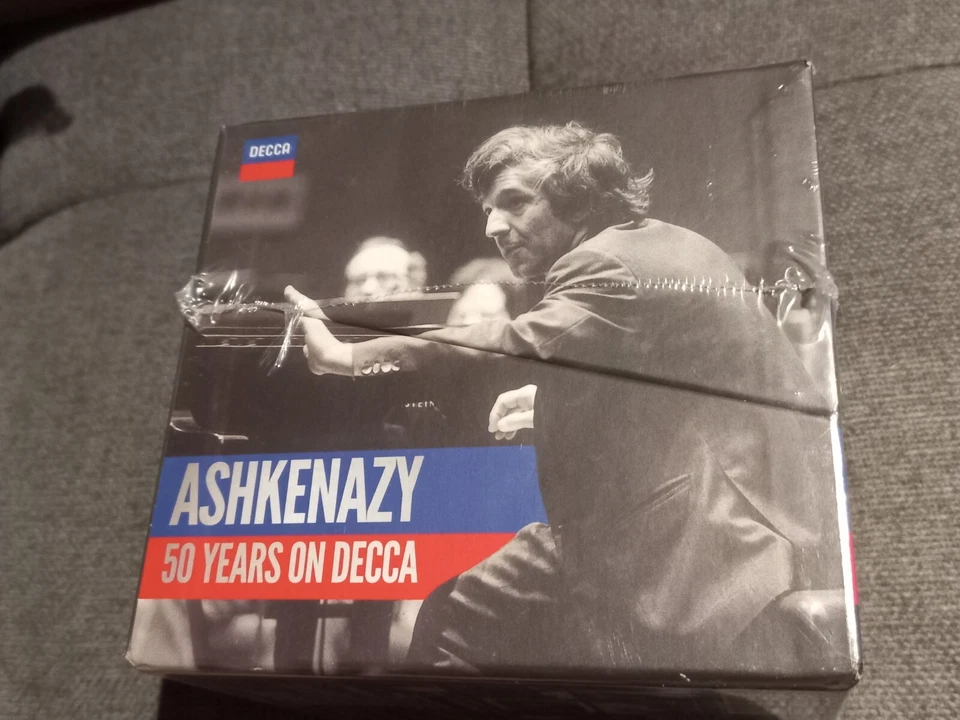 DECCA
ASHKENAZY
50 YEARS ON DECCA